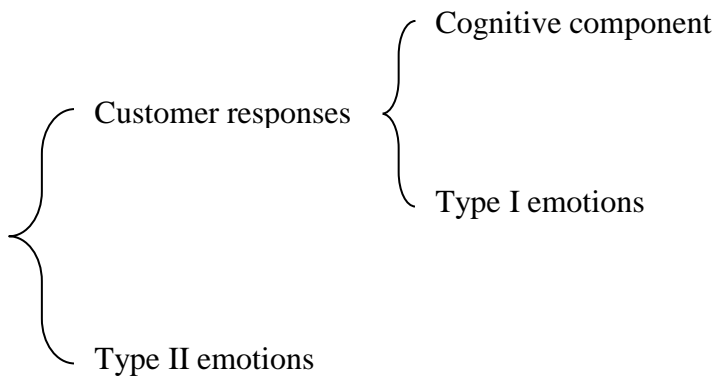 Cognitive component
Customer responses
Type I emotions
Type II emotions